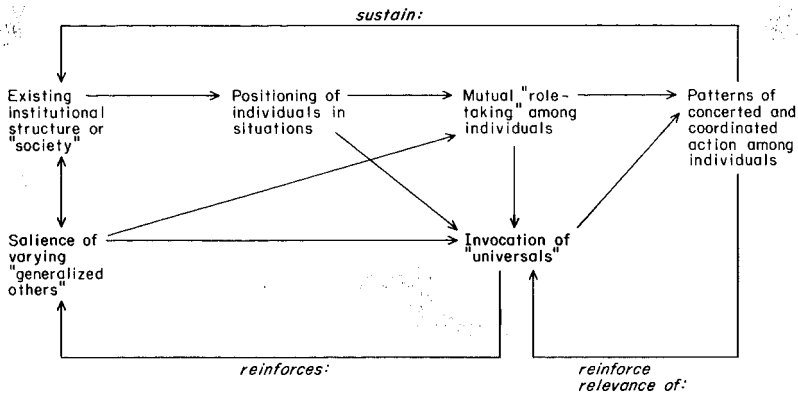 sustain:
Existing
institutional
structure or
"society"
Positioning of
individuals in
situations
Mutual "role-
taking" among
individuals
Patterns of
concerted and
coordinated
action among
individuals
Salience of
varying
"generalized
others"
Invocation of
"universals"
reinforces:
reinforce
relevance of: